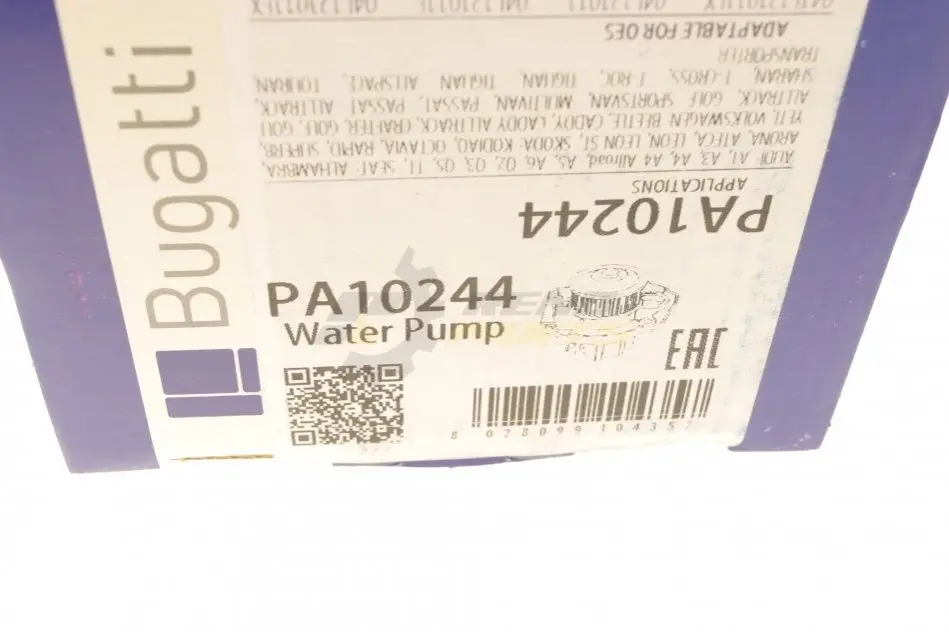 Bugatti
PA10244
Water Pump
EAC
8 028099 104357
PA10244
APPLICATIONS
AUDI: A1, A3, A4, A4 Allroad, A5, A6, Q2, Q3, Q5, TT, SEAT: ALHAMBRA,
ARONA, ATECA, LEON, LEON ST, SKODA: KODIAQ, OCTAVIA, RAPID, SUPERB,
YETI, VOLKSWAGEN: BEETLE, CADDY, CADDY ALLTRACK, CRAFTER, GOLF, GOLF
ALLTRACK, GOLF SPORTSVAN, MULTIVAN, PASSAT, PASSAT ALLTRACK,
SHARAN, T-CROSS, T-ROC, TIGUAN, TIGUAN ALLSPACE, TOURAN,
TRANSPORTER
ADAPTABLE FOR OES